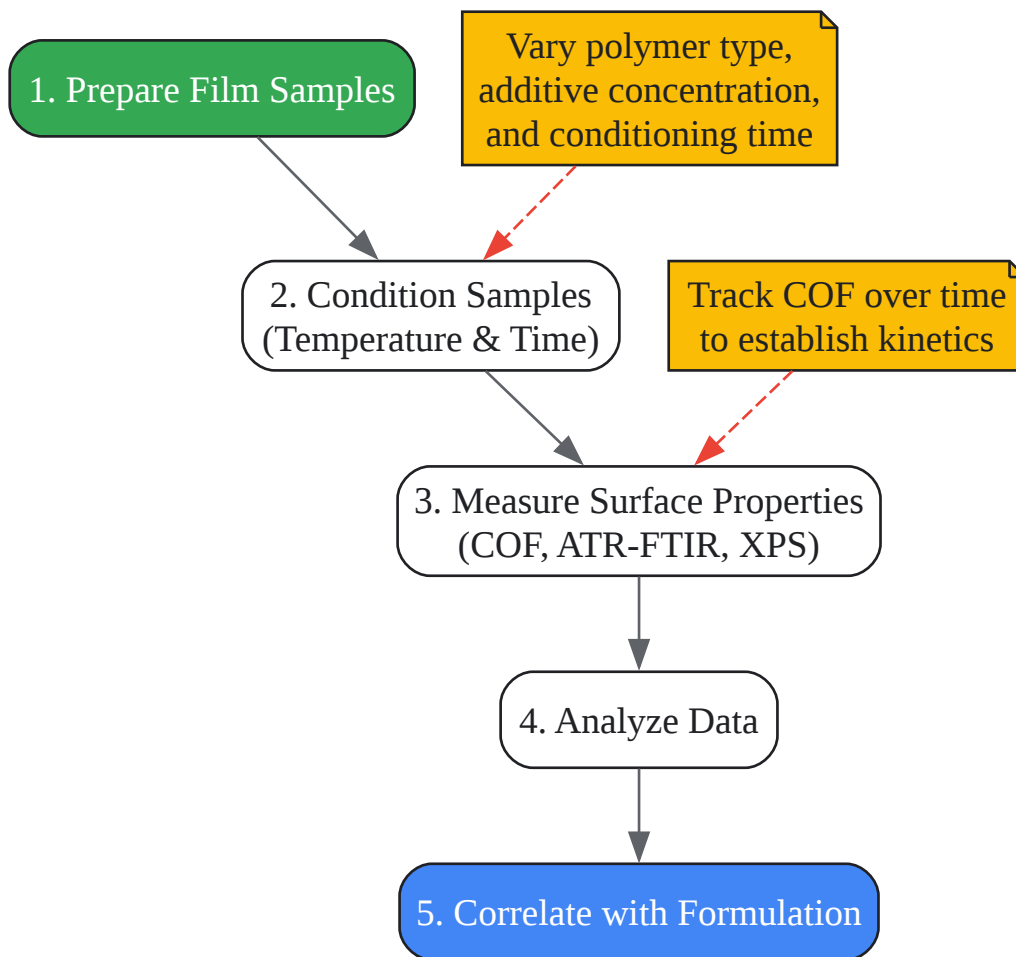 1. Prepare Film Samples
Vary polymer type,
additive concentration,
and conditioning time
2. Condition Samples
(Temperature & Time)
Track COF over time
to establish kinetics
3. Measure Surface Properties
(COF, ATR-FTIR, XPS)
4. Analyze Data
5. Correlate with Formulation